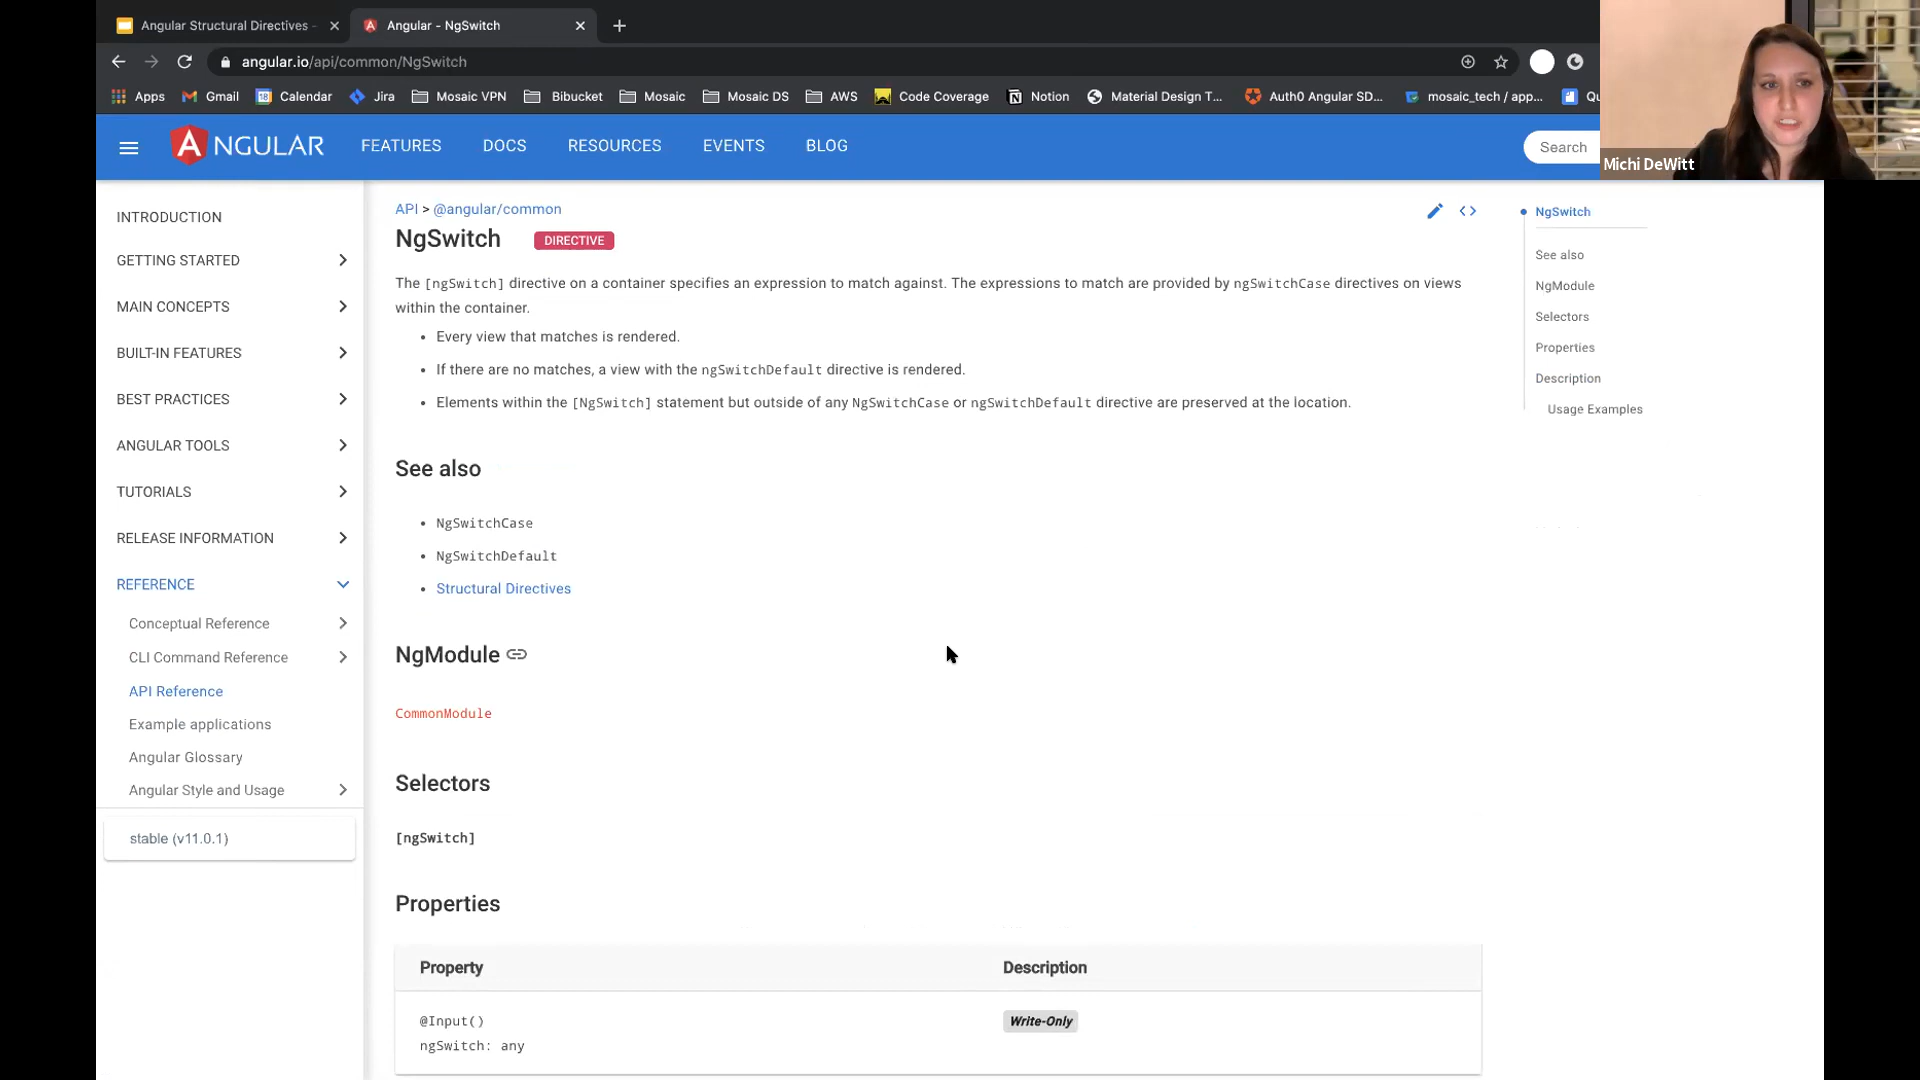 Angular Structural Directives -
Angular - NgSwitch
angular.io/api/common/NgSwitch
Apps
Gmail
18
Calendar
Jira
Mosaic VPN
Bibucket
Mosaic
Mosaic DS
AWS
Code Coverage
Notion
Material Design T...
Auth0 Angular SD...
mosaic_tech / app...
Michi DeWitt
ANGULAR
FEATURES
DOCS
RESOURCES
EVENTS
BLOG
Search
INTRODUCTION
GETTING STARTED
MAIN CONCEPTS
BUILT-IN FEATURES
BEST PRACTICES
ANGULAR TOOLS
TUTORIALS
RELEASE INFORMATION
REFERENCE
Conceptual Reference
CLI Command Reference
API Reference
Example applications
Angular Glossary
Angular Style and Usage
stable (v11.0.1)
API > @angular/common
NgSwitch DIRECTIVE
The [ngSwitch] directive on a container specifies an expression to match against. The expressions to match are provided by ngSwitchCase directives on views
within the container.
• Every view that matches is rendered.
• If there are no matches, a view with the ngSwitchDefault directive is rendered.
• Elements within the [NgSwitch] statement but outside of any NgSwitchCase or ngSwitchDefault directive are preserved at the location.
See also
• NgSwitchCase
• NgSwitchDefault
• Structural Directives
NgModule
CommonModule
Selectors
[ngSwitch]
Properties
Property Description
@Input() Write-Only
ngSwitch: any
NgSwitch
See also
NgModule
Selectors
Properties
Description
Usage Examples